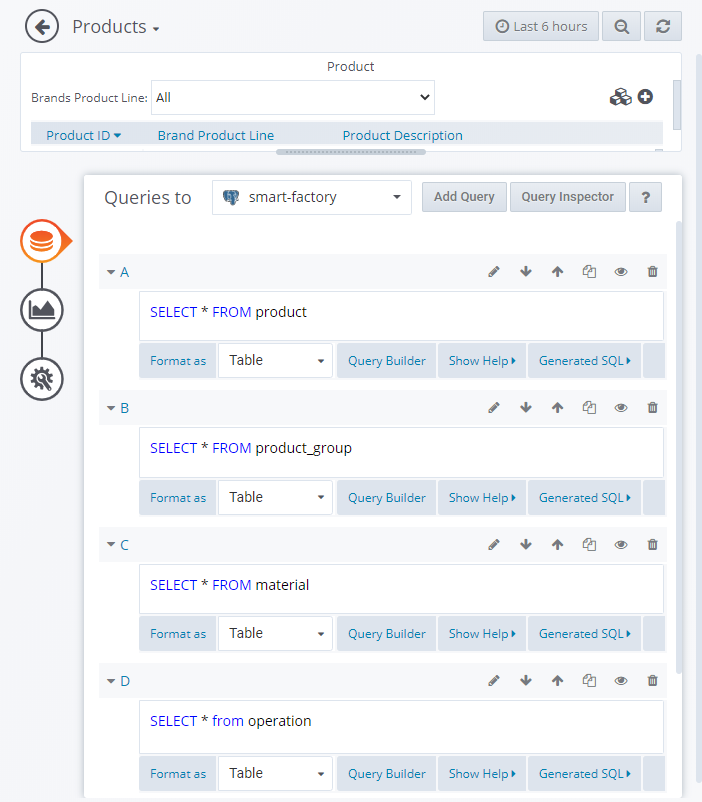 Products
Last 6 hours
Product
Brands Product Line: All
Product ID Brand Product Line Product Description
Queries to smart-factory Add Query Query Inspector ?
A
SELECT * FROM product
Format as Table Query Builder Show Help Generated SQL
B
SELECT * FROM product_group
Format as Table Query Builder Show Help Generated SQL
C
SELECT * FROM material
Format as Table Query Builder Show Help Generated SQL
D
SELECT * from operation
Format as Table Query Builder Show Help Generated SQL